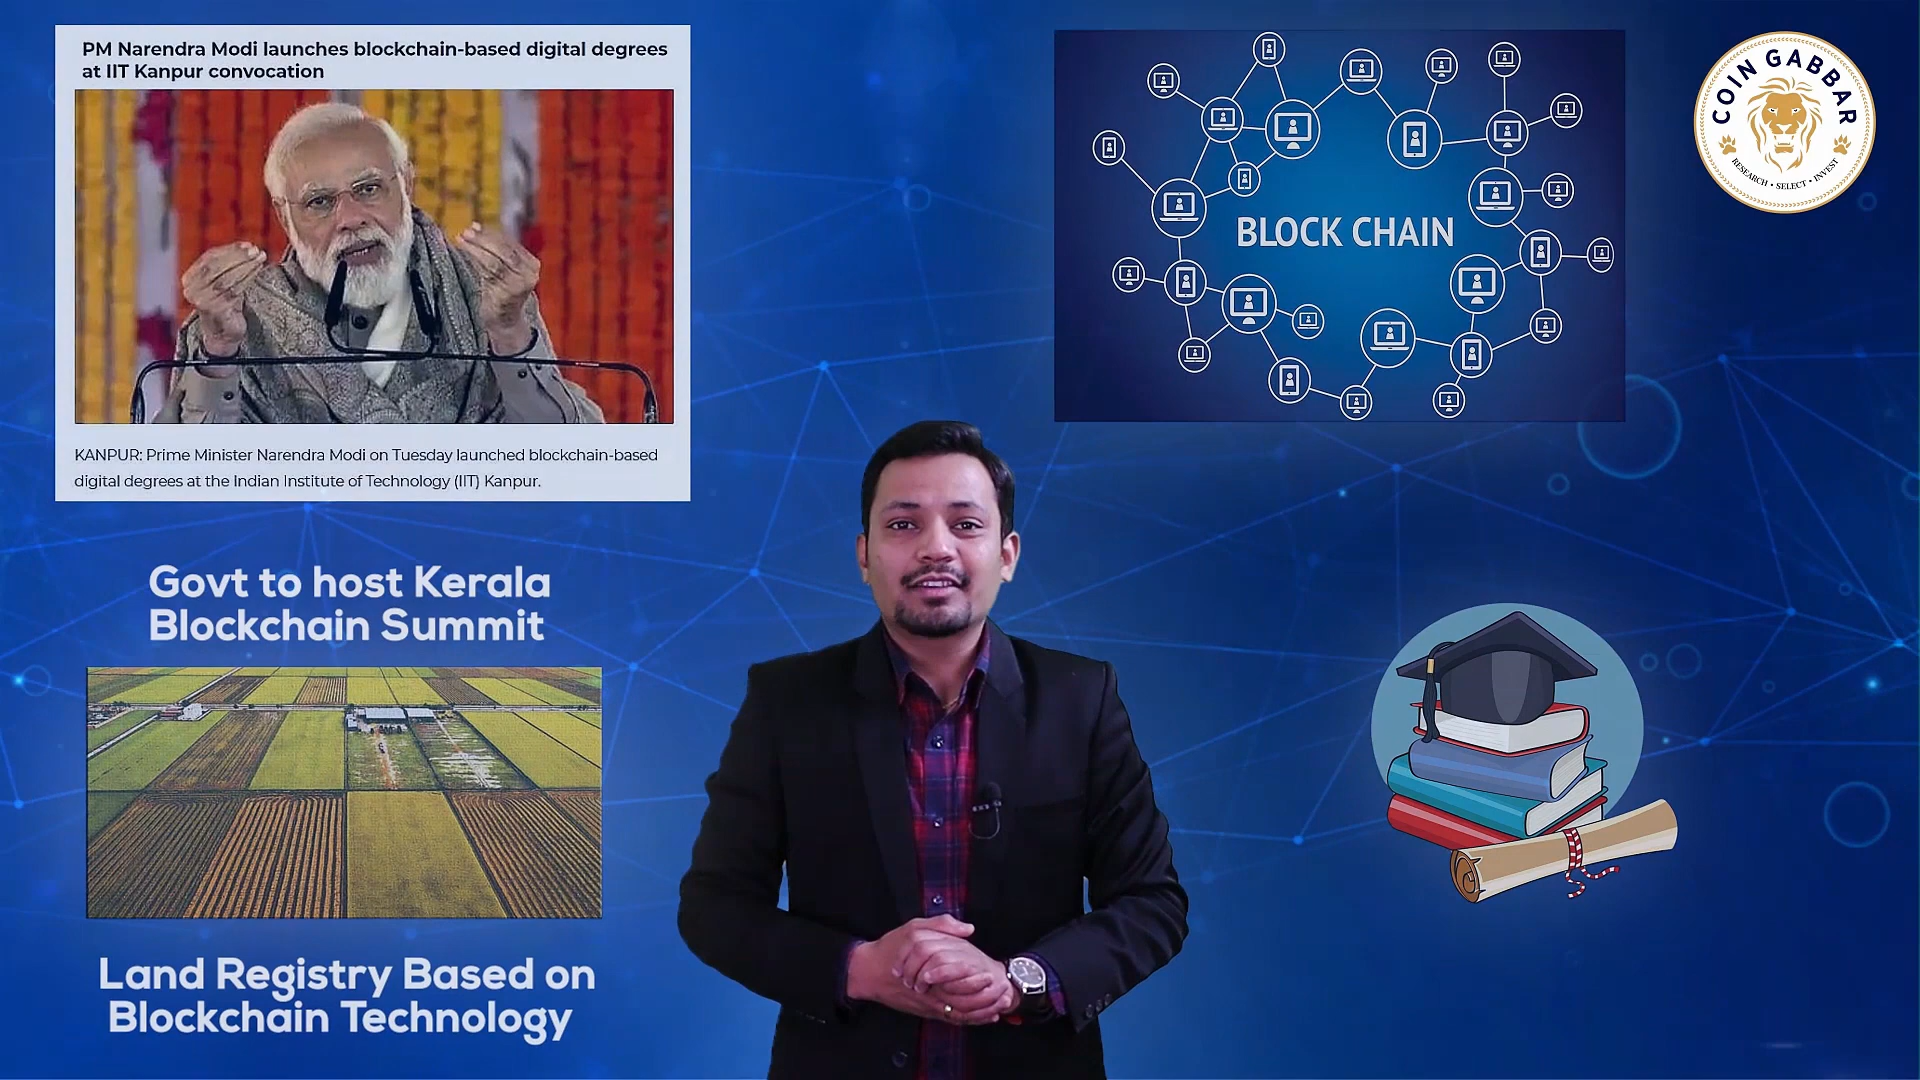 PM Narendra Modi launches blockchain-based digital degrees
at IIT Kanpur convocation
KANPUR: Prime Minister Narendra Modi on Tuesday launched blockchain-based
digital degrees at the Indian Institute of Technology (IIT) Kanpur.
BLOCK CHAIN
COIN GABBAR
RESEARCH • SELECT • INVEST
Govt to host Kerala
Blockchain Summit
Land Registry Based on
Blockchain Technology